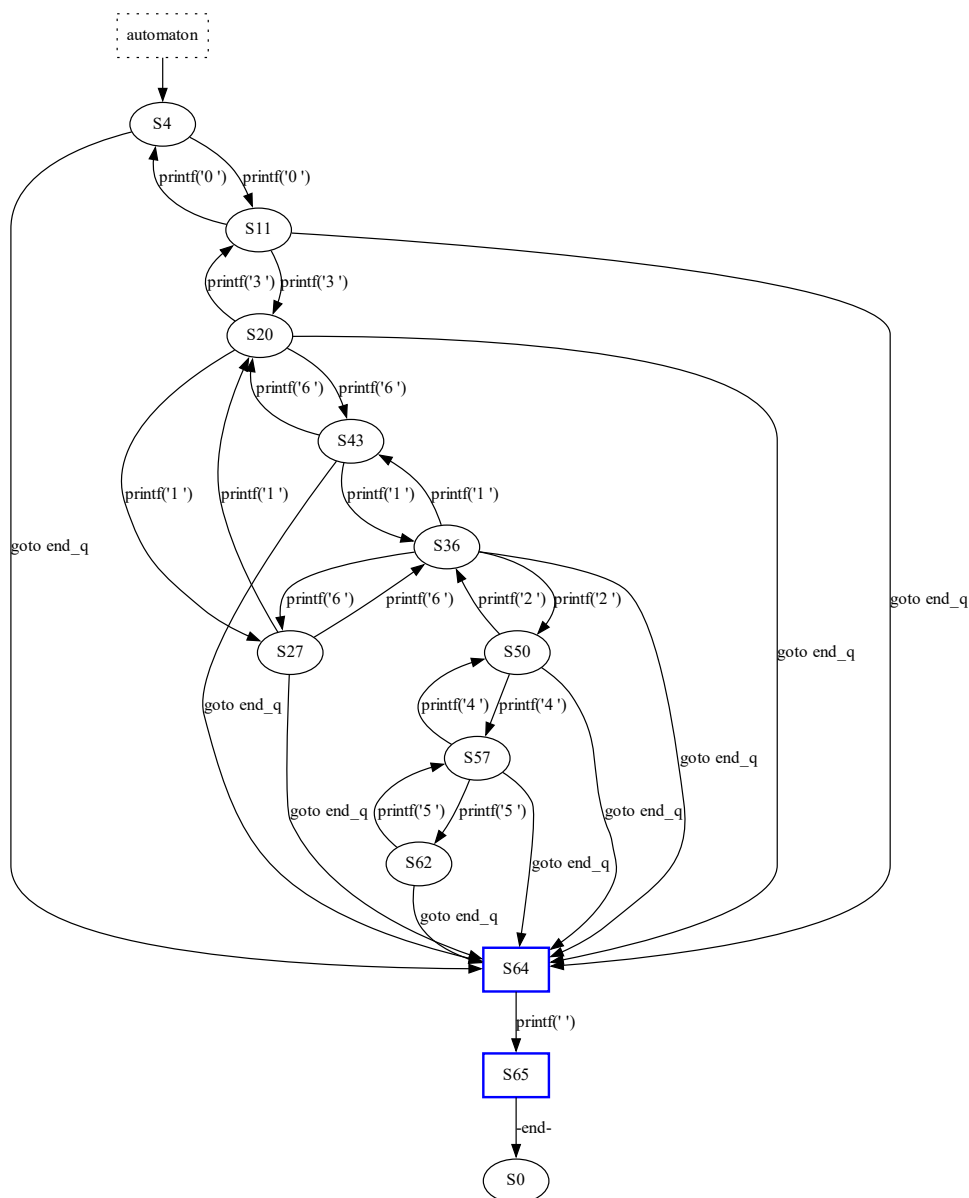 automaton
S4
printf('0 ')
printf('0 ')
S11
printf('3 ')
printf('3 ')
S20
printf('6 ')
printf('6 ')
S43
printf('1 ')
printf('1 ')
printf('1 ')
printf('1 ')
S36
goto end_q
printf('6 ')
printf('6 ')
printf('2 ')
printf('2 ')
goto end_q
S27
S50
goto end_q
goto end_q
printf('4 ')
printf('4 ')
S57
goto end_q
goto end_q
printf('5 ')
printf('5 ')
goto end_q
S62
goto end_q
goto end_q
S64
printf(' ')
S65
-end-
S0